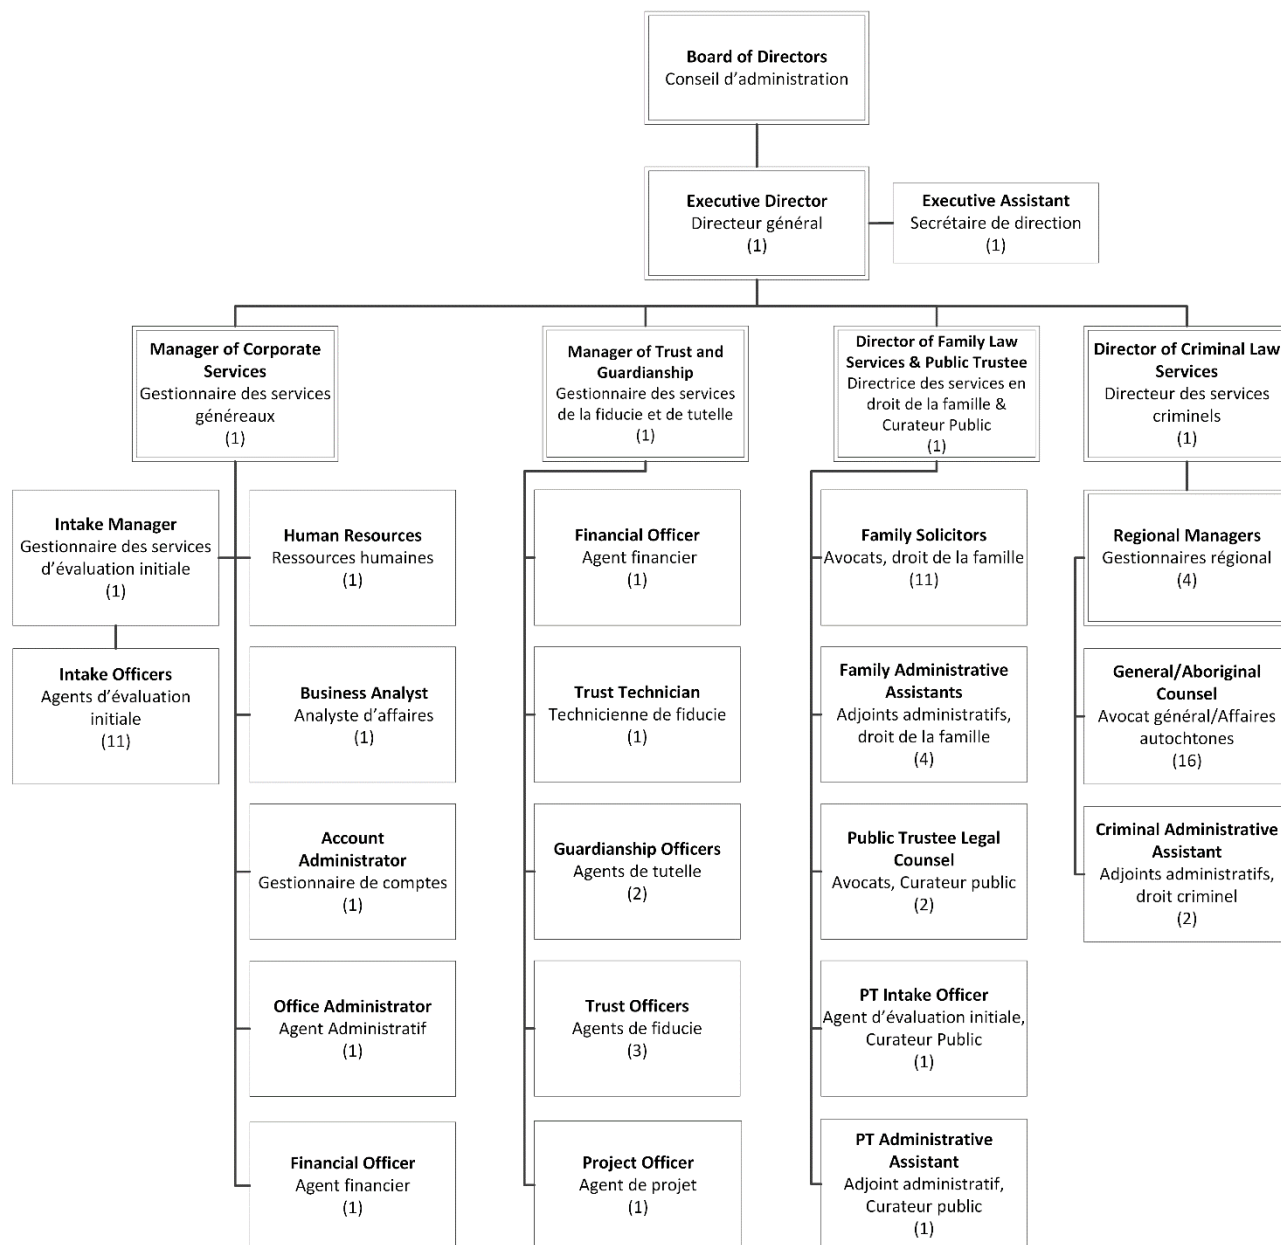 Board of Directors
Conseil d'administration
Executive Director
Directeur général
(1)
Executive Assistant
Secrétaire de direction
(1)
Manager of Corporate
Services
Gestionnaire des services
généreaux
(1)
Manager of Trust and
Guardianship
Gestionnaire des services
de la fiducie et de tutelle
(1)
Director of Family Law
Services & Public Trustee
Directrice des services en
droit de la famille &
Curateur Public
(1)
Director of Criminal Law
Services
Directeur des services
criminels
(1)
Intake Manager
Gestionnaire des services
d'évaluation initiale
(1)
Intake Officers
Agents d'évaluation
initiale
(11)
Human Resources
Ressources humaines
(1)
Business Analyst
Analyste d'affaires
(1)
Account
Administrator
Gestionnaire de comptes
(1)
Office Administrator
Agent Administratif
(1)
Financial Officer
Agent financier
(1)
Financial Officer
Agent financier
(1)
Trust Technician
Technicienne de fiducie
(1)
Guardianship Officers
Agents de tutelle
(2)
Trust Officers
Agents de fiducie
(3)
Project Officer
Agent de projet
(1)
Family Solicitors
Avocats, droit de la famille
(11)
Family Administrative
Assistants
Adjoints administratifs,
droit de la famille
(4)
Public Trustee Legal
Counsel
Avocats, Curateur public
(2)
PT Intake Officer
Agent d'évaluation initiale,
Curateur Public
(1)
PT Administrative
Assistant
Adjoint administratif,
Curateur public
(1)
Regional Managers
Gestionnaires régional
(4)
General/Aboriginal
Counsel
Avocat général/Affaires
autochtones
(16)
Criminal Administrative
Assistant
Adjoints administratifs,
droit criminel
(2)